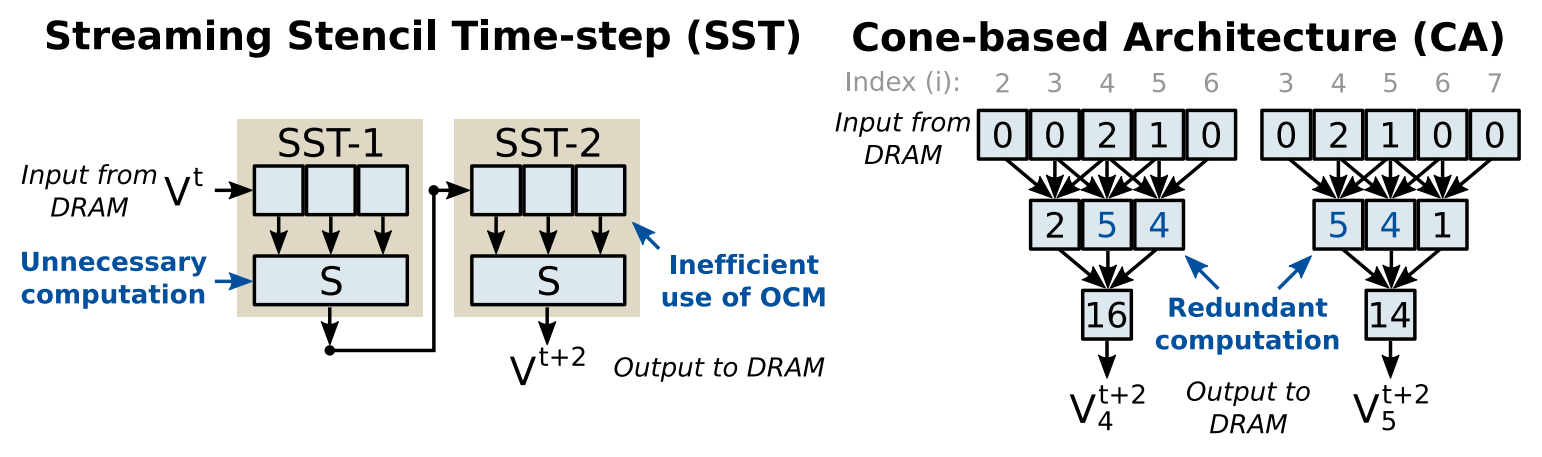 Streaming Stencil Time-step (SST)
SST-1
SST-2
Input from
DRAM
V^t
Unnecessary
computation
S
S
Inefficient
use of OCM
V^t+2
Output to DRAM
Cone-based Architecture (CA)
Index (i): 2 3 4 5 6 3 4 5 6 7
Input from
DRAM
0 0 2 1 0 0 2 1 0 0
2 5 4 5 4 1
16 14
Redundant
computation
V_4^t+2
Output to
DRAM
V_5^t+2